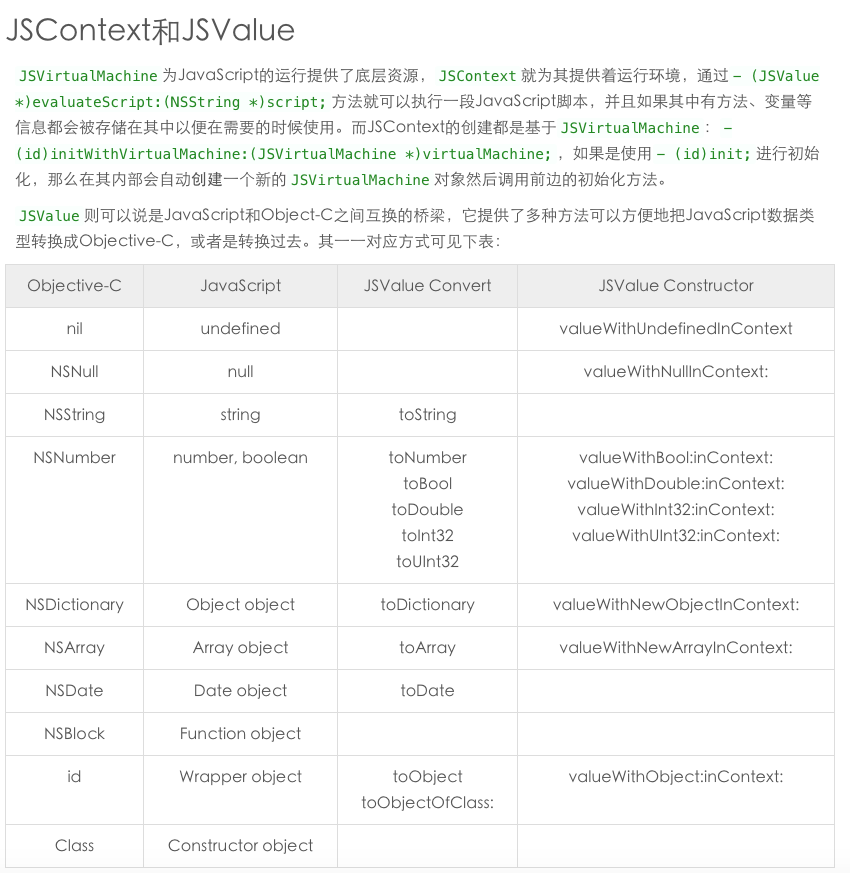 JSContext和JSValue
JSVirtualMachine 为JavaScript的运行提供了底层资源， JSContext 就为其提供着运行环境，通过 - (JSValue
*)evaluateScript:(NSString *)script; 方法就可以执行一段JavaScript脚本，并且如果其中有方法、变量等
信息都会被存储在其中以便在需要的时候使用。而JSContext的创建都是基于 JSVirtualMachine ： -
(id)initWithVirtualMachine:(JSVirtualMachine *)virtualMachine; ，如果是使用 - (id)init; 进行初始
化，那么在其内部会自动创建一个新的 JSVirtualMachine 对象然后调用前边的初始化方法。
JSValue 则可以说是JavaScript和Object-C之间互换的桥梁，它提供了多种方法可以方便地把JavaScript数据类
型转换成Objective-C，或者是转换过去。其一一对应方式可见下表：
Objective-C JavaScript JSValue Convert JSValue Constructor
nil undefined valueWithUndefinedInContext
NSNull null valueWithNullInContext:
NSString string toString
NSNumber number, boolean toNumber valueWithBool:inContext:
toBool valueWithDouble:inContext:
toDouble valueWithInt32:inContext:
toInt32 valueWithUInt32:inContext:
toUInt32
NSDictionary Object object toDictionary valueWithNewObjectInContext:
NSArray Array object toArray valueWithNewArrayInContext:
NSDate Date object toDate
NSBlock Function object
id Wrapper object toObject valueWithObject:inContext:
toObjectOfClass:
Class Constructor object